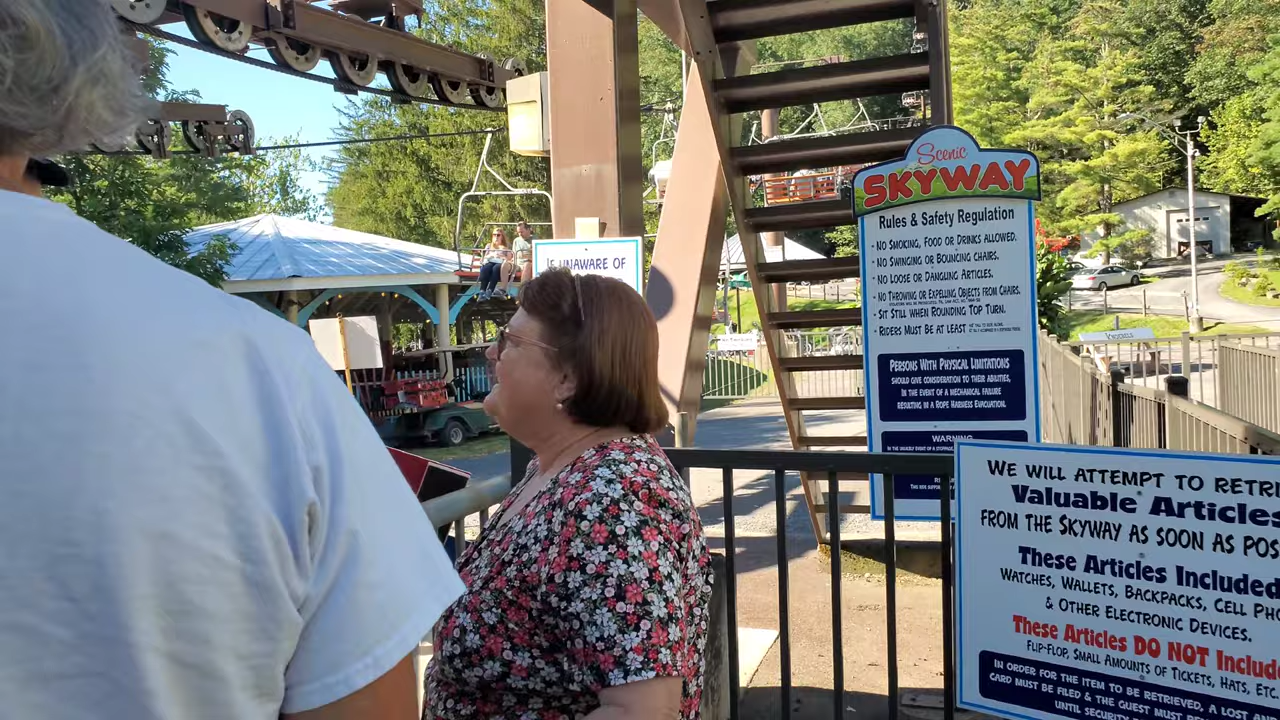 IF UNAWARE OF
Scenic
SKYWAY
Rules & Safety Regulation
- No Smoking, Food or Drinks allowed.
- No Swinging or Bouncing chairs.
- No Loose or Dangling Articles.
- No Throwing or Expelling Objects from Chairs.
- Sit Still when Rounding Top Turn.
- Riders Must be at least
Persons With Physical Limitations
should give consideration to their abilities,
in the event of a mechanical failure
resulting in a Rope Harness Evacuation.
WARNING
Knoebels
We will attempt to retri
Valuable Articles
from the Skyway as soon as pos
These Articles Included
Watches, Wallets, Backpacks, Cell Pho
& Other Electronic Devices.
These Articles DO NOT Include
Flip-Flop, Small Amounts of Tickets, Hats, Etc.
In order for the item to be retrieved, a lost a
card must be filed & the guest must
until securit